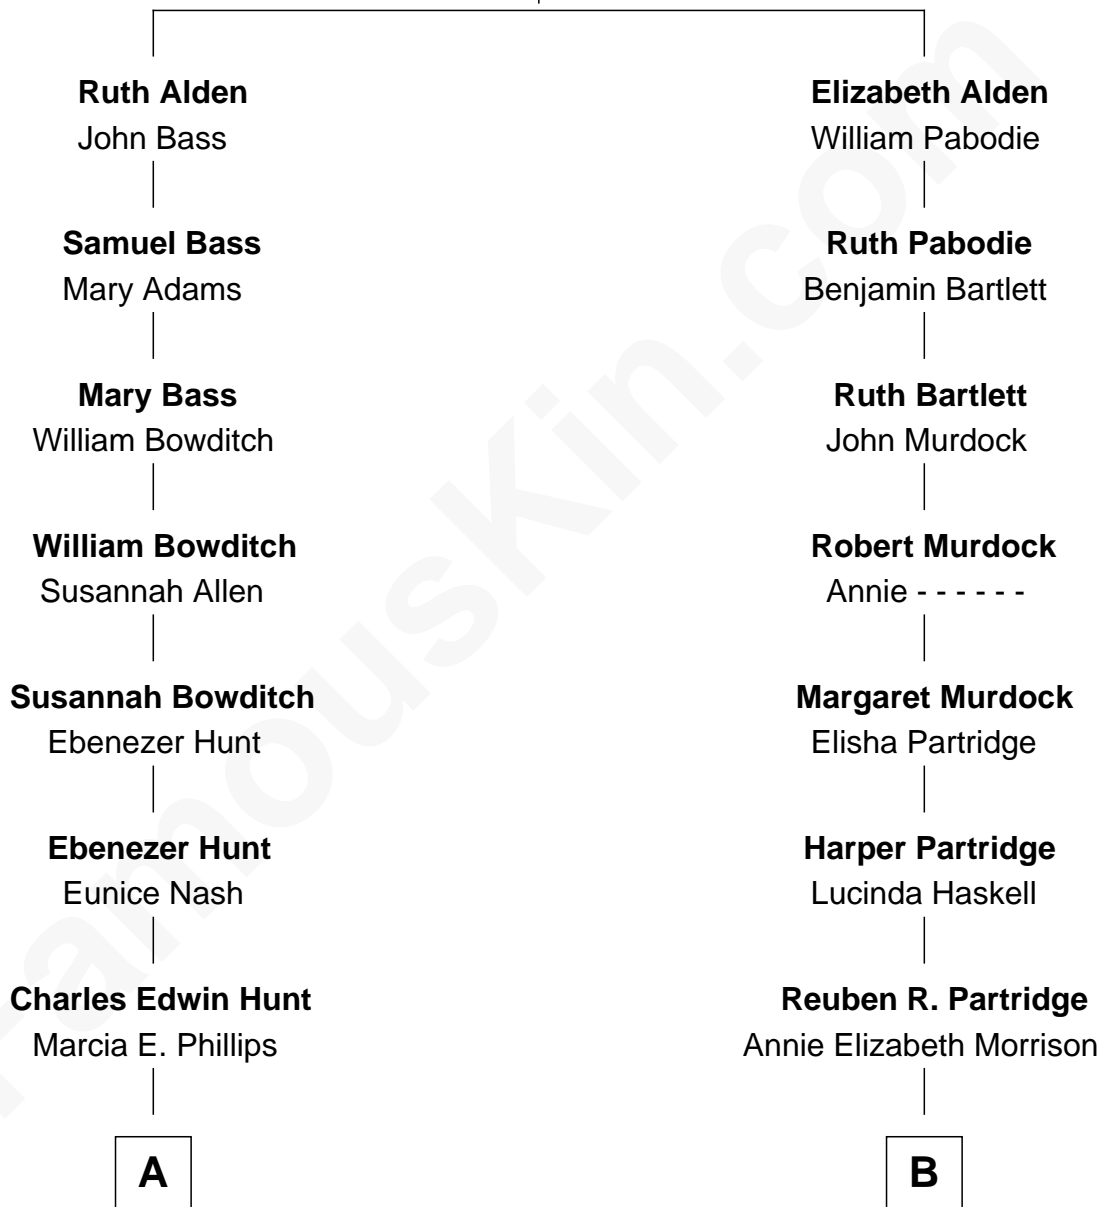 Ruth Alden
John Bass
Samuel Bass
Mary Adams
Mary Bass
William Bowditch
William Bowditch
Susannah Allen
Susannah Bowditch
Ebenezer Hunt
Ebenezer Hunt
Eunice Nash
Charles Edwin Hunt
Marcia E. Phillips
A
Elizabeth Alden
William Pabodie
Ruth Pabodie
Benjamin Bartlett
Ruth Bartlett
John Murdock
Robert Murdock
Annie - - - - - -
Margaret Murdock
Elisha Partridge
Harper Partridge
Lucinda Haskell
Reuben R. Partridge
Annie Elizabeth Morrison
B
FamousKin.com